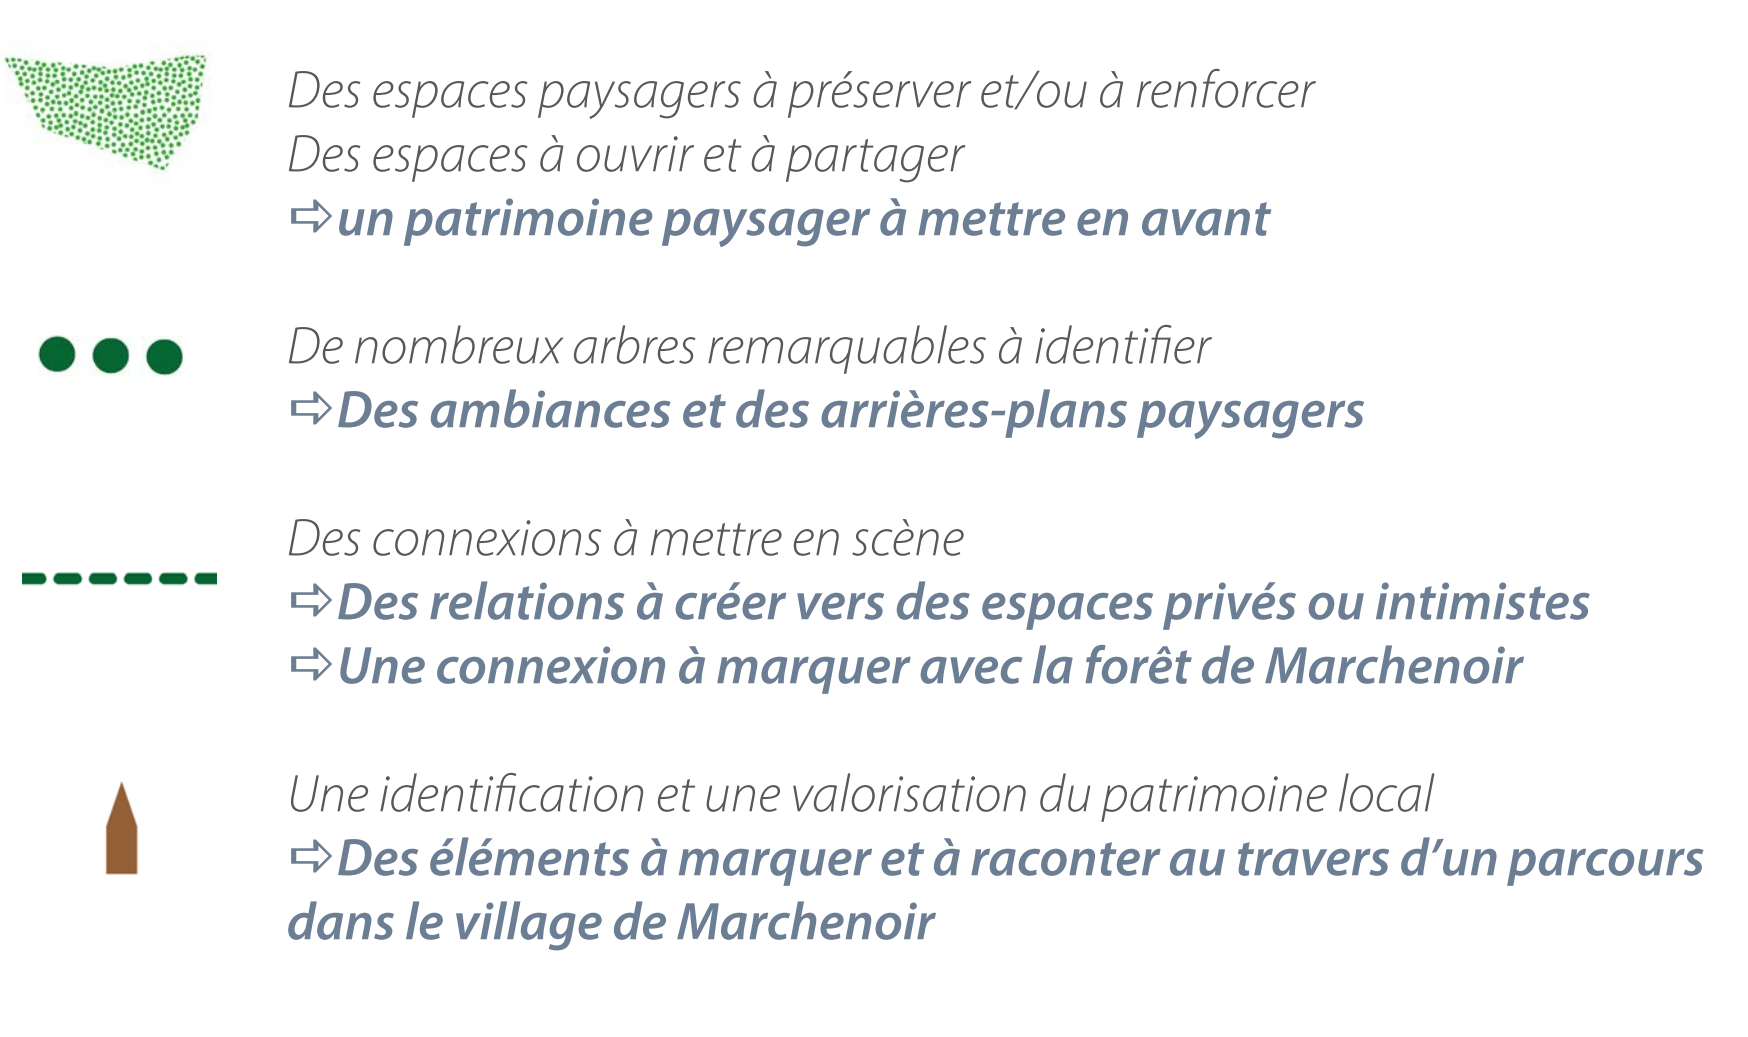 Des espaces paysagers à préserver et/ou à renforcer
Des espaces à ouvrir et à partager
⇨un patrimoine paysager à mettre en avant
De nombreux arbres remarquables à identifier
⇨Des ambiances et des arrières-plans paysagers
Des connexions à mettre en scène
⇨Des relations à créer vers des espaces privés ou intimistes
⇨Une connexion à marquer avec la forêt de Marchenoir
Une identification et une valorisation du patrimoine local
⇨Des éléments à marquer et à raconter au travers d’un parcours
dans le village de Marchenoir